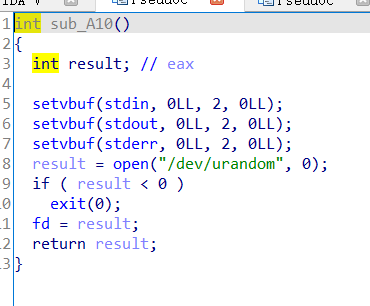 IDA V
Pseudoc
Pseudoc
1 int sub_A10()
2 {
3 int result; // eax
4
5 setvbuf(stdin, 0LL, 2, 0LL);
6 setvbuf(stdout, 0LL, 2, 0LL);
7 setvbuf(stderr, 0LL, 2, 0LL);
8 result = open("/dev/urandom", 0);
9 if ( result < 0 )
10 exit(0);
11 fd = result;
12 return result;
13 }